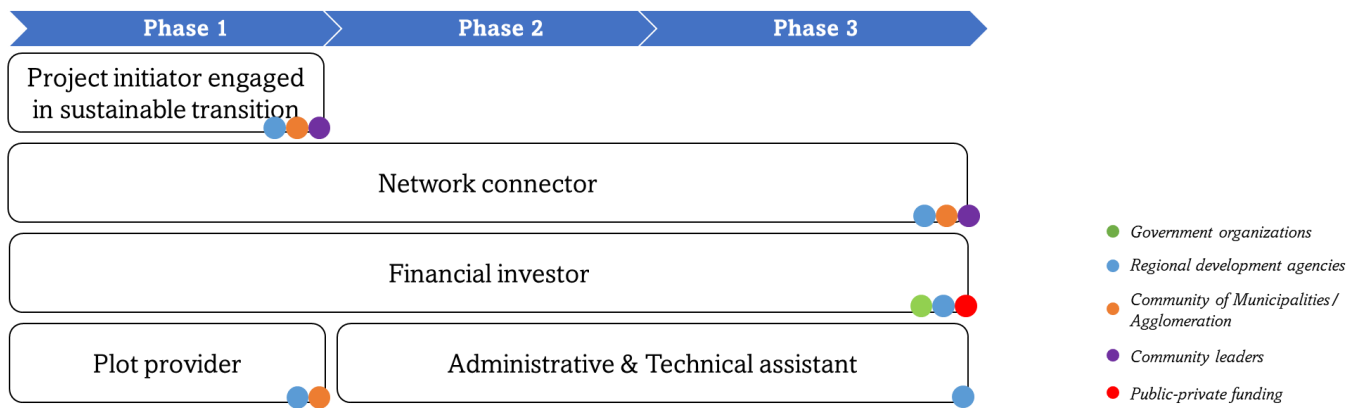 Phase 1
Phase 2
Phase 3
Project initiator engaged
in sustainable transition
Network connector
Financial investor
Plot provider
Administrative & Technical assistant
Government organizations
Regional development agencies
Community of Municipalities/
Agglomeration
Community leaders
Public-private funding